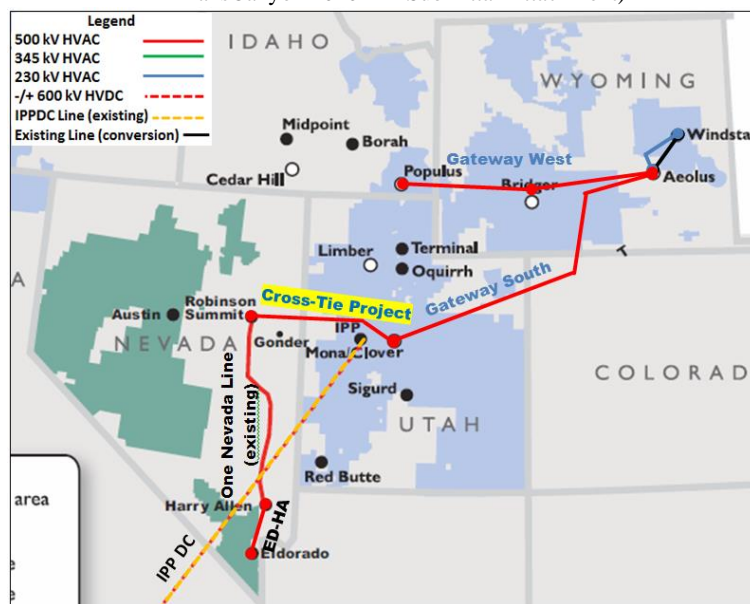 Legend
500 kV HVAC
345 kV HVAC
230 kV HVAC
-/+ 600 kV HVDC
IPPDC Line (existing)
Existing Line (conversion)
IDAHO
WYOMING
Midpoint
Borah
Windsta
Cedar Hill
Populus
Gateway West
Bridger
Aeolus
Limber
Terminal
Oquirrh
Gateway South
T
A
Cross-Tie Project
Robinson
Summit
Austin
NEVADA
Gonder
IPP
Mona/Clover
COLORAD
Sigurd
UTAH
One Nevada Line
(existing)
Red Butte
area
Harry Allen
ED-HA
Eldorado
IPP DC
e
e